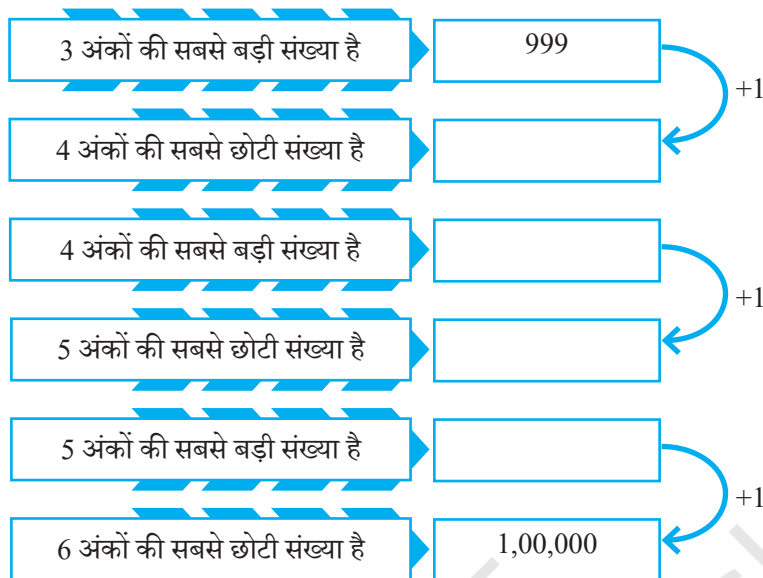 3 अंकों की सबसे बड़ी संख्या है 999
+1
4 अंकों की सबसे छोटी संख्या है
4 अंकों की सबसे बड़ी संख्या है
+1
5 अंकों की सबसे छोटी संख्या है
5 अंकों की सबसे बड़ी संख्या है
+1
6 अंकों की सबसे छोटी संख्या है 1,00,000